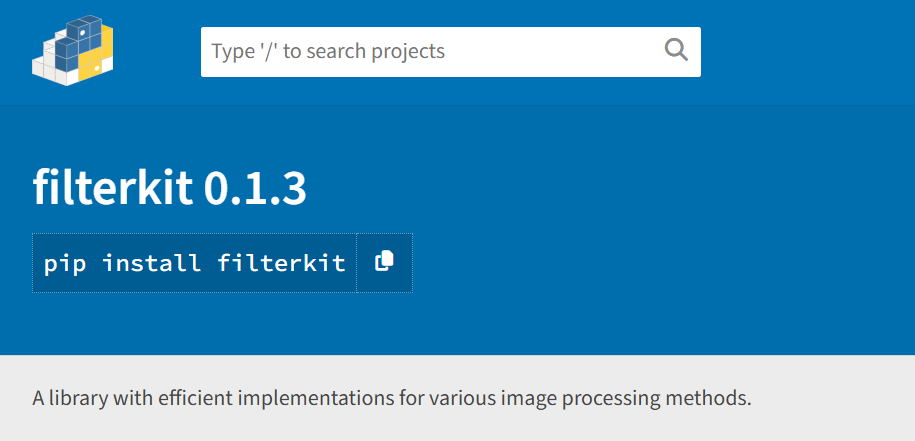 Type '/' to search projects
filterkit 0.1.3
pip install filterkit
A library with efficient implementations for various image processing methods.